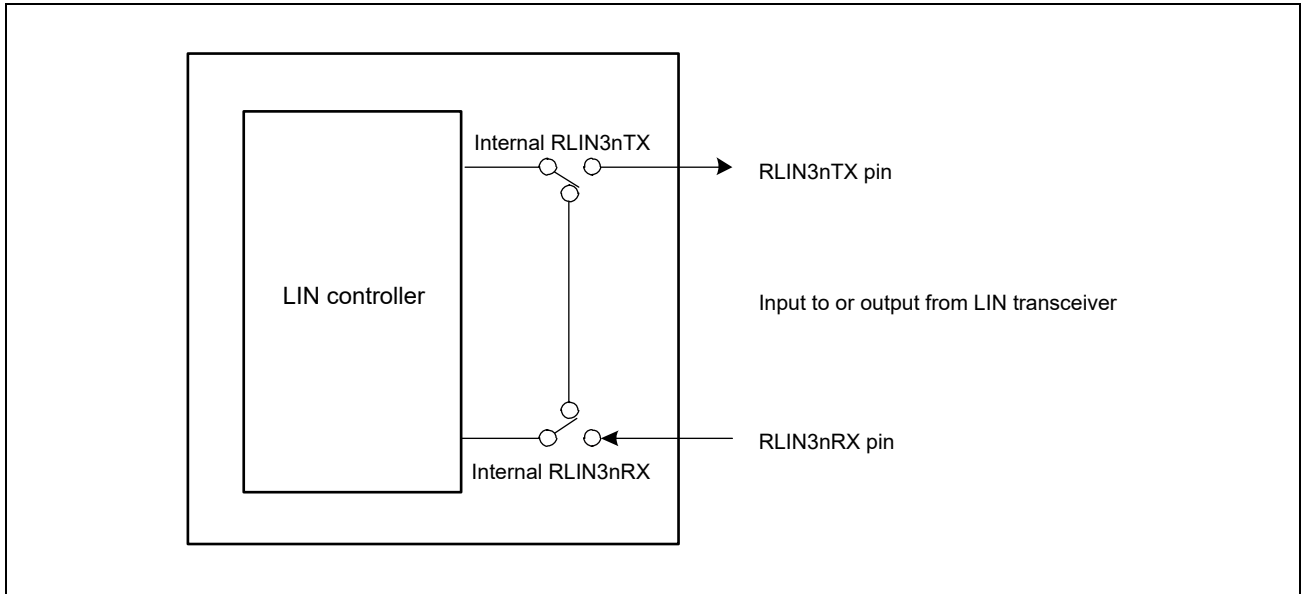 Internal RLIN3nTX
RLIN3nTX pin
LIN controller
Input to or output from LIN transceiver
RLIN3nRX pin
Internal RLIN3nRX